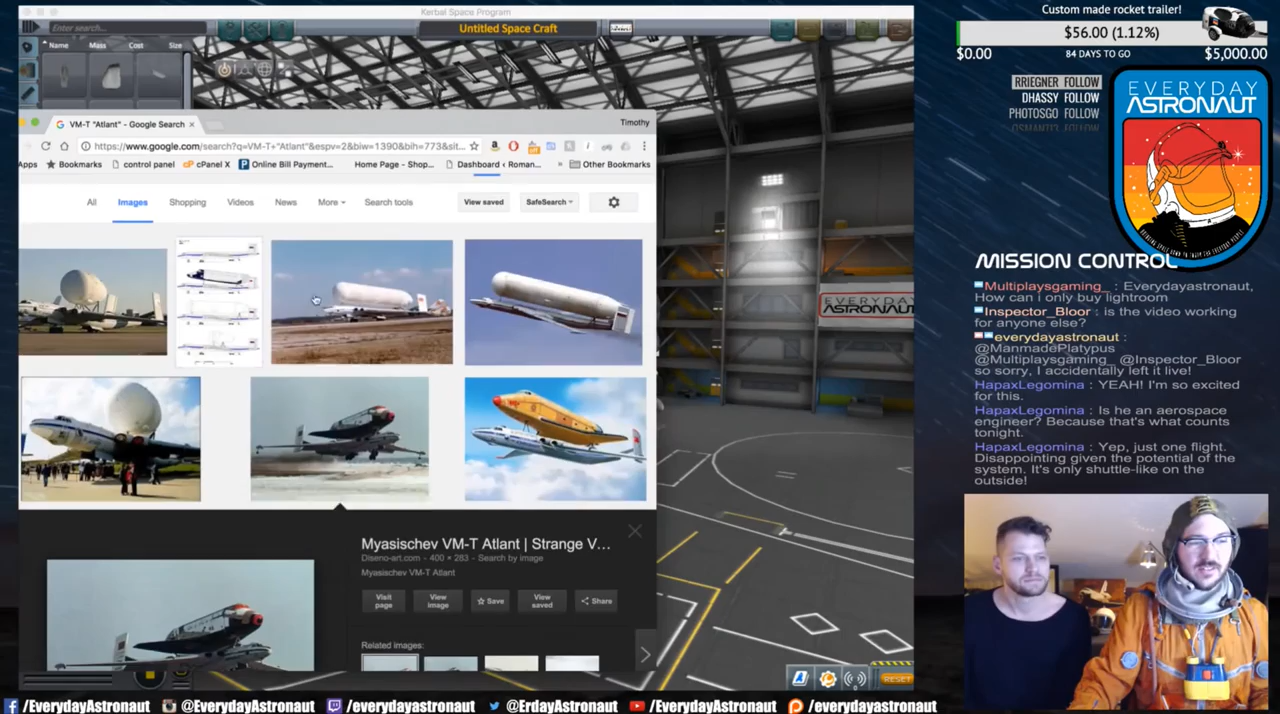 Kerbal Space Program
Enter search...
Untitled Space Craft
Name Mass Cost Size
VM-T "Atlant" - Google Search
Timothy
https://www.google.com/search?q=VM-T+"Atlant"&espv=2&biw=1390&bih=773&sit...
Apps Bookmarks control panel cPanel X Online Bill Payment... Home Page - Shop... Dashboard ‹ Roman... » Other Bookmarks
All Images Shopping Videos News More Search tools View saved SafeSearch
EVERYDAY
ASTRONAUT
Myasischev VM-T Atlant | Strange V...
Diseno-art.com - 400 × 283 - Search by image
Myasischev VM-T Atlant
Visit page View image Save View saved Share
Related images:
RESET
Custom made rocket trailer!
$56.00 (1.12%)
$0.00 84 DAYS TO GO $5,000.00
RRIEGNER FOLLOW
DHASSY FOLLOW
PHOTOSGO FOLLOW
EVERYDAY
ASTRONAUT
MISSION CONTROL
Multiplaysgaming_ : Everydayastronaut,
How can i only buy lightroom
Inspector_Bloor : is the video working
for anyone else?
everydayastronaut :
@ManmadePlatypus
@Multiplaysgaming_ @Inspector_Bloor
so sorry, I accidentally left it live!
HapaxLegomina : YEAH! I'm so excited
for this.
HapaxLegomina : Is he an aerospace
engineer? Because that's what counts
tonight.
HapaxLegomina : Yep, just one flight.
Disappointing given the potential of the
system. It's only shuttle-like on the
outside!
/EverydayAstronaut /EverydayAstronaut /everydayastronaut /ErdayAstronaut /EverydayAstronaut /everydayastronaut